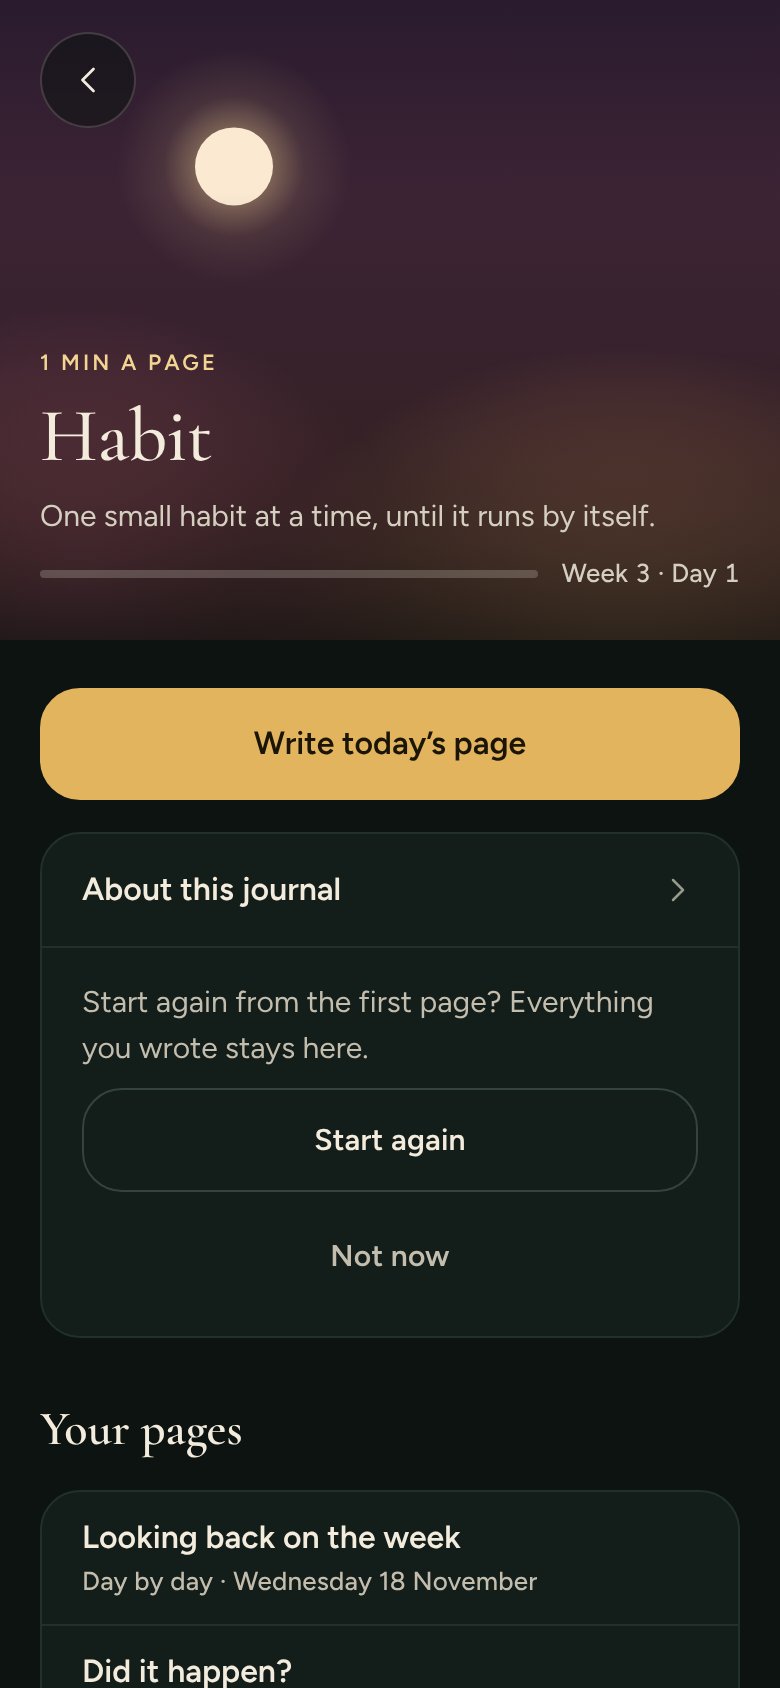 1 MIN A PAGE
Habit
One small habit at a time, until it runs by itself.
Week 3 · Day 1
Write today’s page
About this journal
Start again from the first page? Everything
you wrote stays here.
Start again
Not now
Your pages
Looking back on the week
Day by day · Wednesday 18 November
Did it happen?